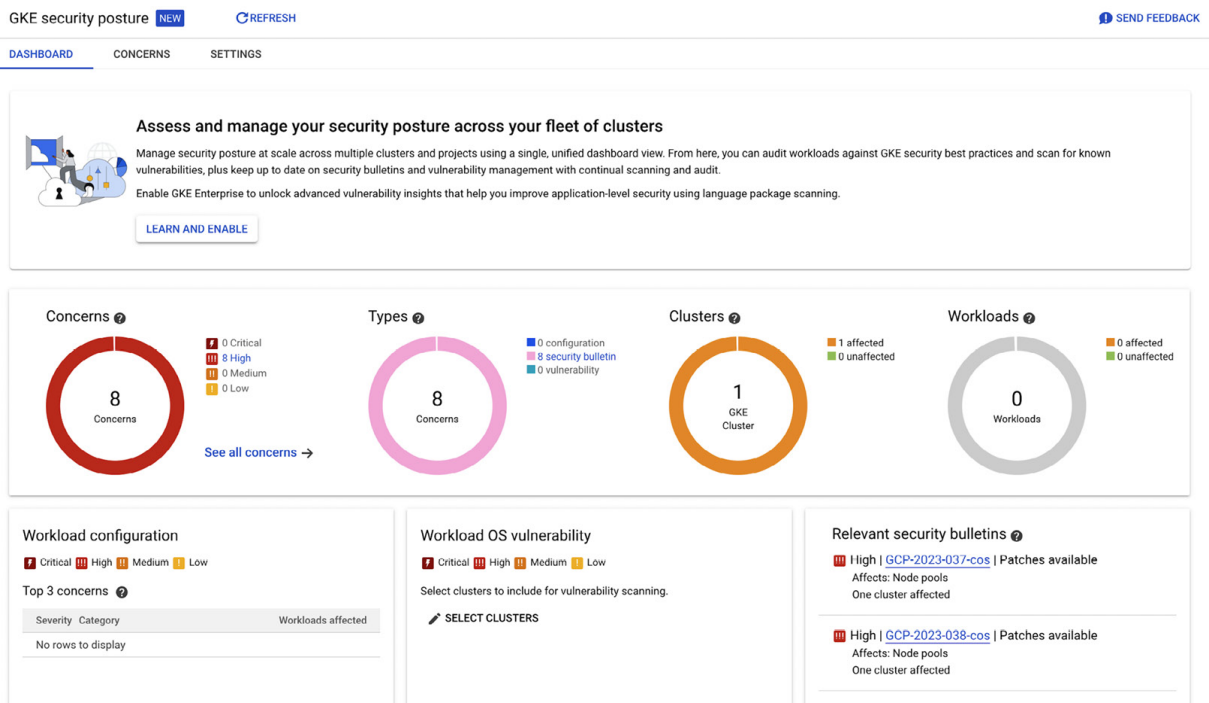 GKE security posture NEW REFRESH SEND FEEDBACK
DASHBOARD CONCERNS SETTINGS
Assess and manage your security posture across your fleet of clusters
Manage security posture at scale across multiple clusters and projects using a single, unified dashboard view. From here, you can audit workloads against GKE security best practices and scan for known
vulnerabilities, plus keep up to date on security bulletins and vulnerability management with continual scanning and audit.
Enable GKE Enterprise to unlock advanced vulnerability insights that help you improve application-level security using language package scanning.
LEARN AND ENABLE
Concerns
8
Concerns
0 Critical
8 High
0 Medium
0 Low
See all concerns →
Types
8
Concerns
0 configuration
8 security bulletin
0 vulnerability
Clusters
1
GKE
Cluster
1 affected
0 unaffected
Workloads
0
Workloads
0 affected
0 unaffected
Workload configuration
Critical High Medium Low
Top 3 concerns
Severity Category Workloads affected
No rows to display
Workload OS vulnerability
Critical High Medium Low
Select clusters to include for vulnerability scanning.
SELECT CLUSTERS
Relevant security bulletins
High | GCP-2023-037-cos | Patches available
Affects: Node pools
One cluster affected
High | GCP-2023-038-cos | Patches available
Affects: Node pools
One cluster affected